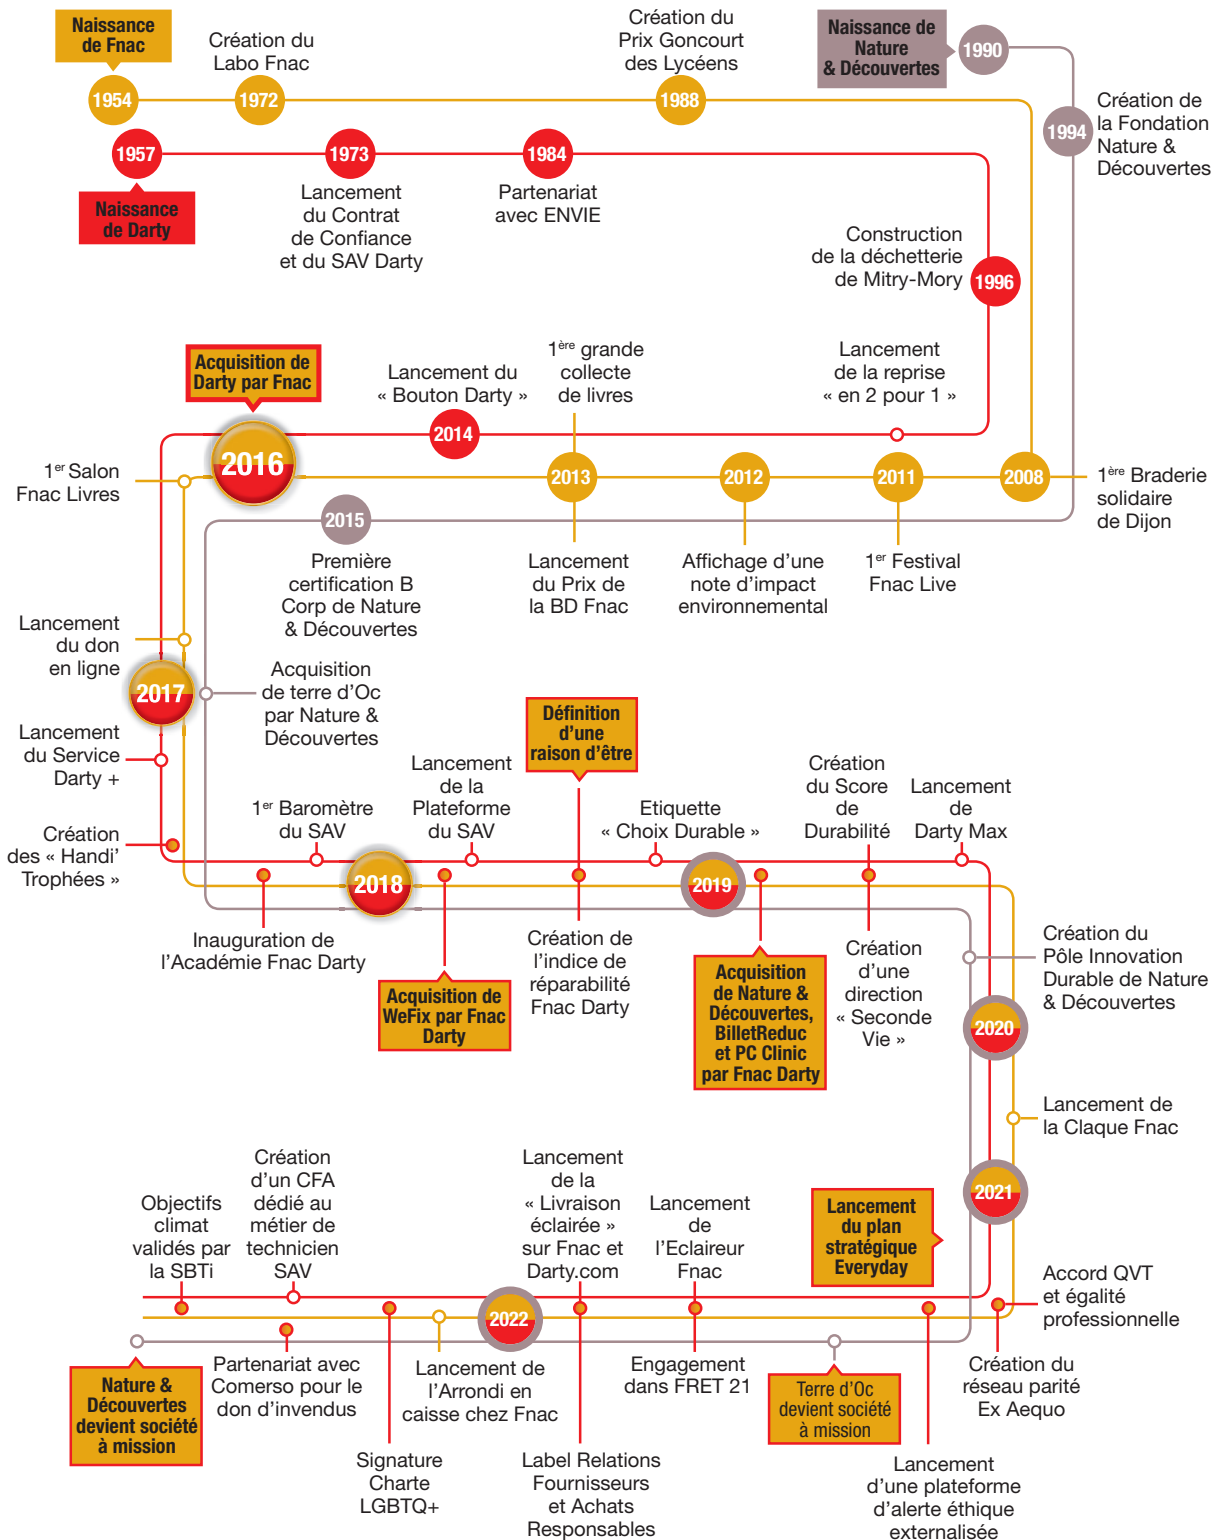 Naissance
de Fnac
1954
Création du
Labo Fnac
1972
Création du
Prix Goncourt
des Lycéens
1988
Naissance de
Nature
& Découvertes
1990
Création de
la Fondation
Nature &
Découvertes
1994
1957
Naissance
de Darty
1973
Lancement
du Contrat
de Confiance
et du SAV Darty
1984
Partenariat
avec ENVIE
Construction
de la déchetterie
de Mitry-Mory
1996
Acquisition de
Darty par Fnac
2016
Lancement du
« Bouton Darty »
2014
1ère grande
collecte
de livres
2013
Lancement
du Prix de
la BD Fnac
Lancement
de la reprise
« en 2 pour 1 »
2012
Affichage d’une
note d’impact
environnemental
2011
1er Festival
Fnac Live
2008
1ère Braderie
solidaire
de Dijon
1er Salon
Fnac Livres
2015
Première
certification B
Corp de Nature
& Découvertes
Lancement
du don
en ligne
2017
Acquisition
de terre d’Oc
par Nature &
Découvertes
Lancement
du Service
Darty +
Création
des « Handi’
Trophées »
1er Baromètre
du SAV
Inauguration de
l’Académie Fnac Darty
2018
Lancement
de la
Plateforme
du SAV
Acquisition de
WeFix par Fnac
Darty
Définition
d’une
raison d’être
Création de
l’indice de
réparabilité
Fnac Darty
Etiquette
« Choix Durable »
2019
Acquisition
de Nature &
Découvertes,
BilletReduc
et PC Clinic
par Fnac Darty
Création
du Score
de
Durabilité
Création
d’une
direction
« Seconde
Vie »
Lancement
de
Darty Max
Création du
Pôle Innovation
Durable de Nature
& Découvertes
2020
Lancement de
la Claque Fnac
2021
Lancement
du plan
stratégique
Everyday
Accord QVT
et égalité
professionnelle
Création du
réseau parité
Ex Aequo
Lancement
d’une plateforme
d’alerte éthique
externalisée
Terre d’Oc
devient société
à mission
Lancement
de
l’Eclaireur
Fnac
Engagement
dans FRET 21
Lancement
de la
« Livraison
éclairée »
sur Fnac et
Darty.com
Label Relations
Fournisseurs
et Achats
Responsables
2022
Lancement de
l’Arrondi en
caisse chez Fnac
Signature
Charte
LGBTQ+
Création
d’un CFA
dédié au
métier de
technicien
SAV
Partenariat avec
Comerso pour le
don d’invendus
Objectifs
climat
validés par
la SBTi
Nature &
Découvertes
devient société
à mission